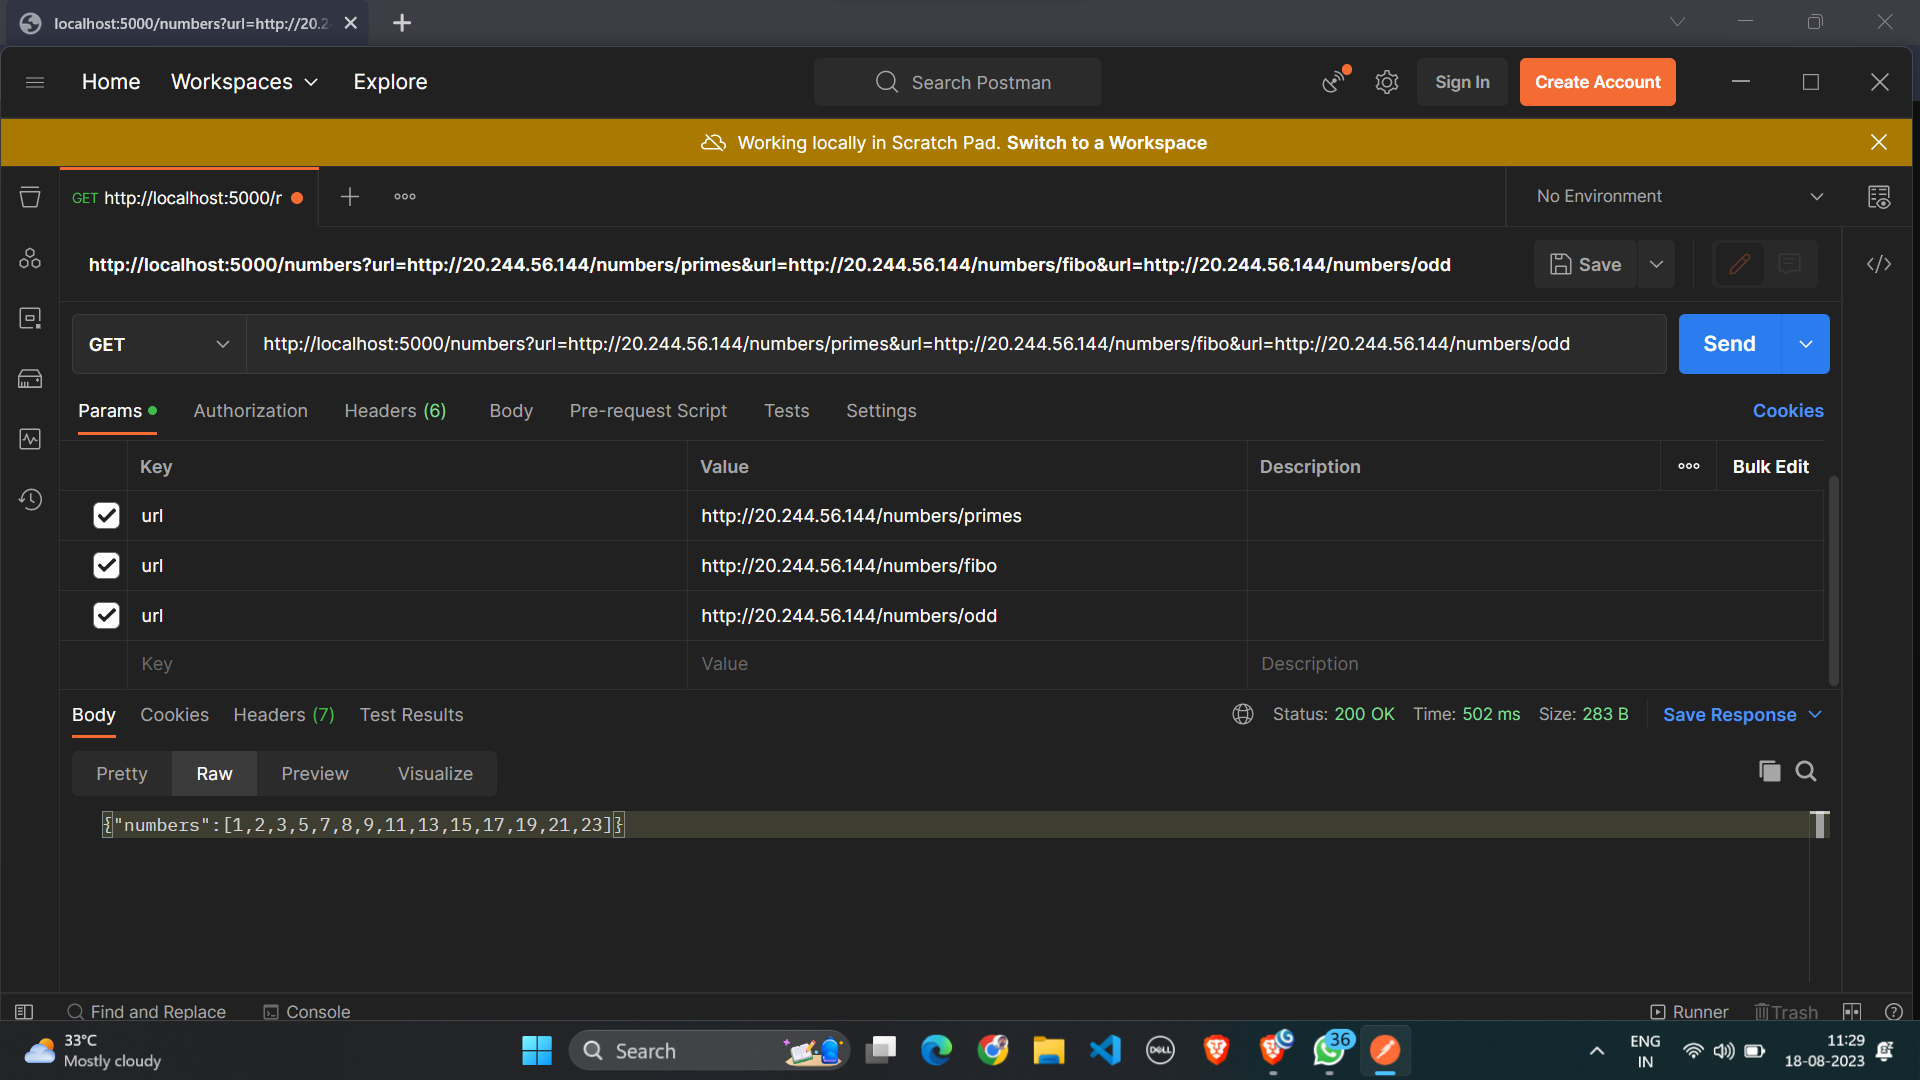 localhost:5000/numbers?url=http://20.2
Home Workspaces Explore Search Postman Sign In Create Account
Working locally in Scratch Pad. Switch to a Workspace
GET http://localhost:5000/r No Environment
http://localhost:5000/numbers?url=http://20.244.56.144/numbers/primes&url=http://20.244.56.144/numbers/fibo&url=http://20.244.56.144/numbers/odd Save
GET http://localhost:5000/numbers?url=http://20.244.56.144/numbers/primes&url=http://20.244.56.144/numbers/fibo&url=http://20.244.56.144/numbers/odd Send
Params Authorization Headers (6) Body Pre-request Script Tests Settings Cookies
Key Value Description Bulk Edit
url http://20.244.56.144/numbers/primes
url http://20.244.56.144/numbers/fibo
url http://20.244.56.144/numbers/odd
Key Value Description
Body Cookies Headers (7) Test Results Status: 200 OK Time: 502 ms Size: 283 B Save Response
Pretty Raw Preview Visualize
{"numbers":[1,2,3,5,7,8,9,11,13,15,17,19,21,23]}
Find and Replace Console Runner Trash
33°C
Mostly cloudy
Search
DELL
36
ENG
IN
11:29
18-08-2023